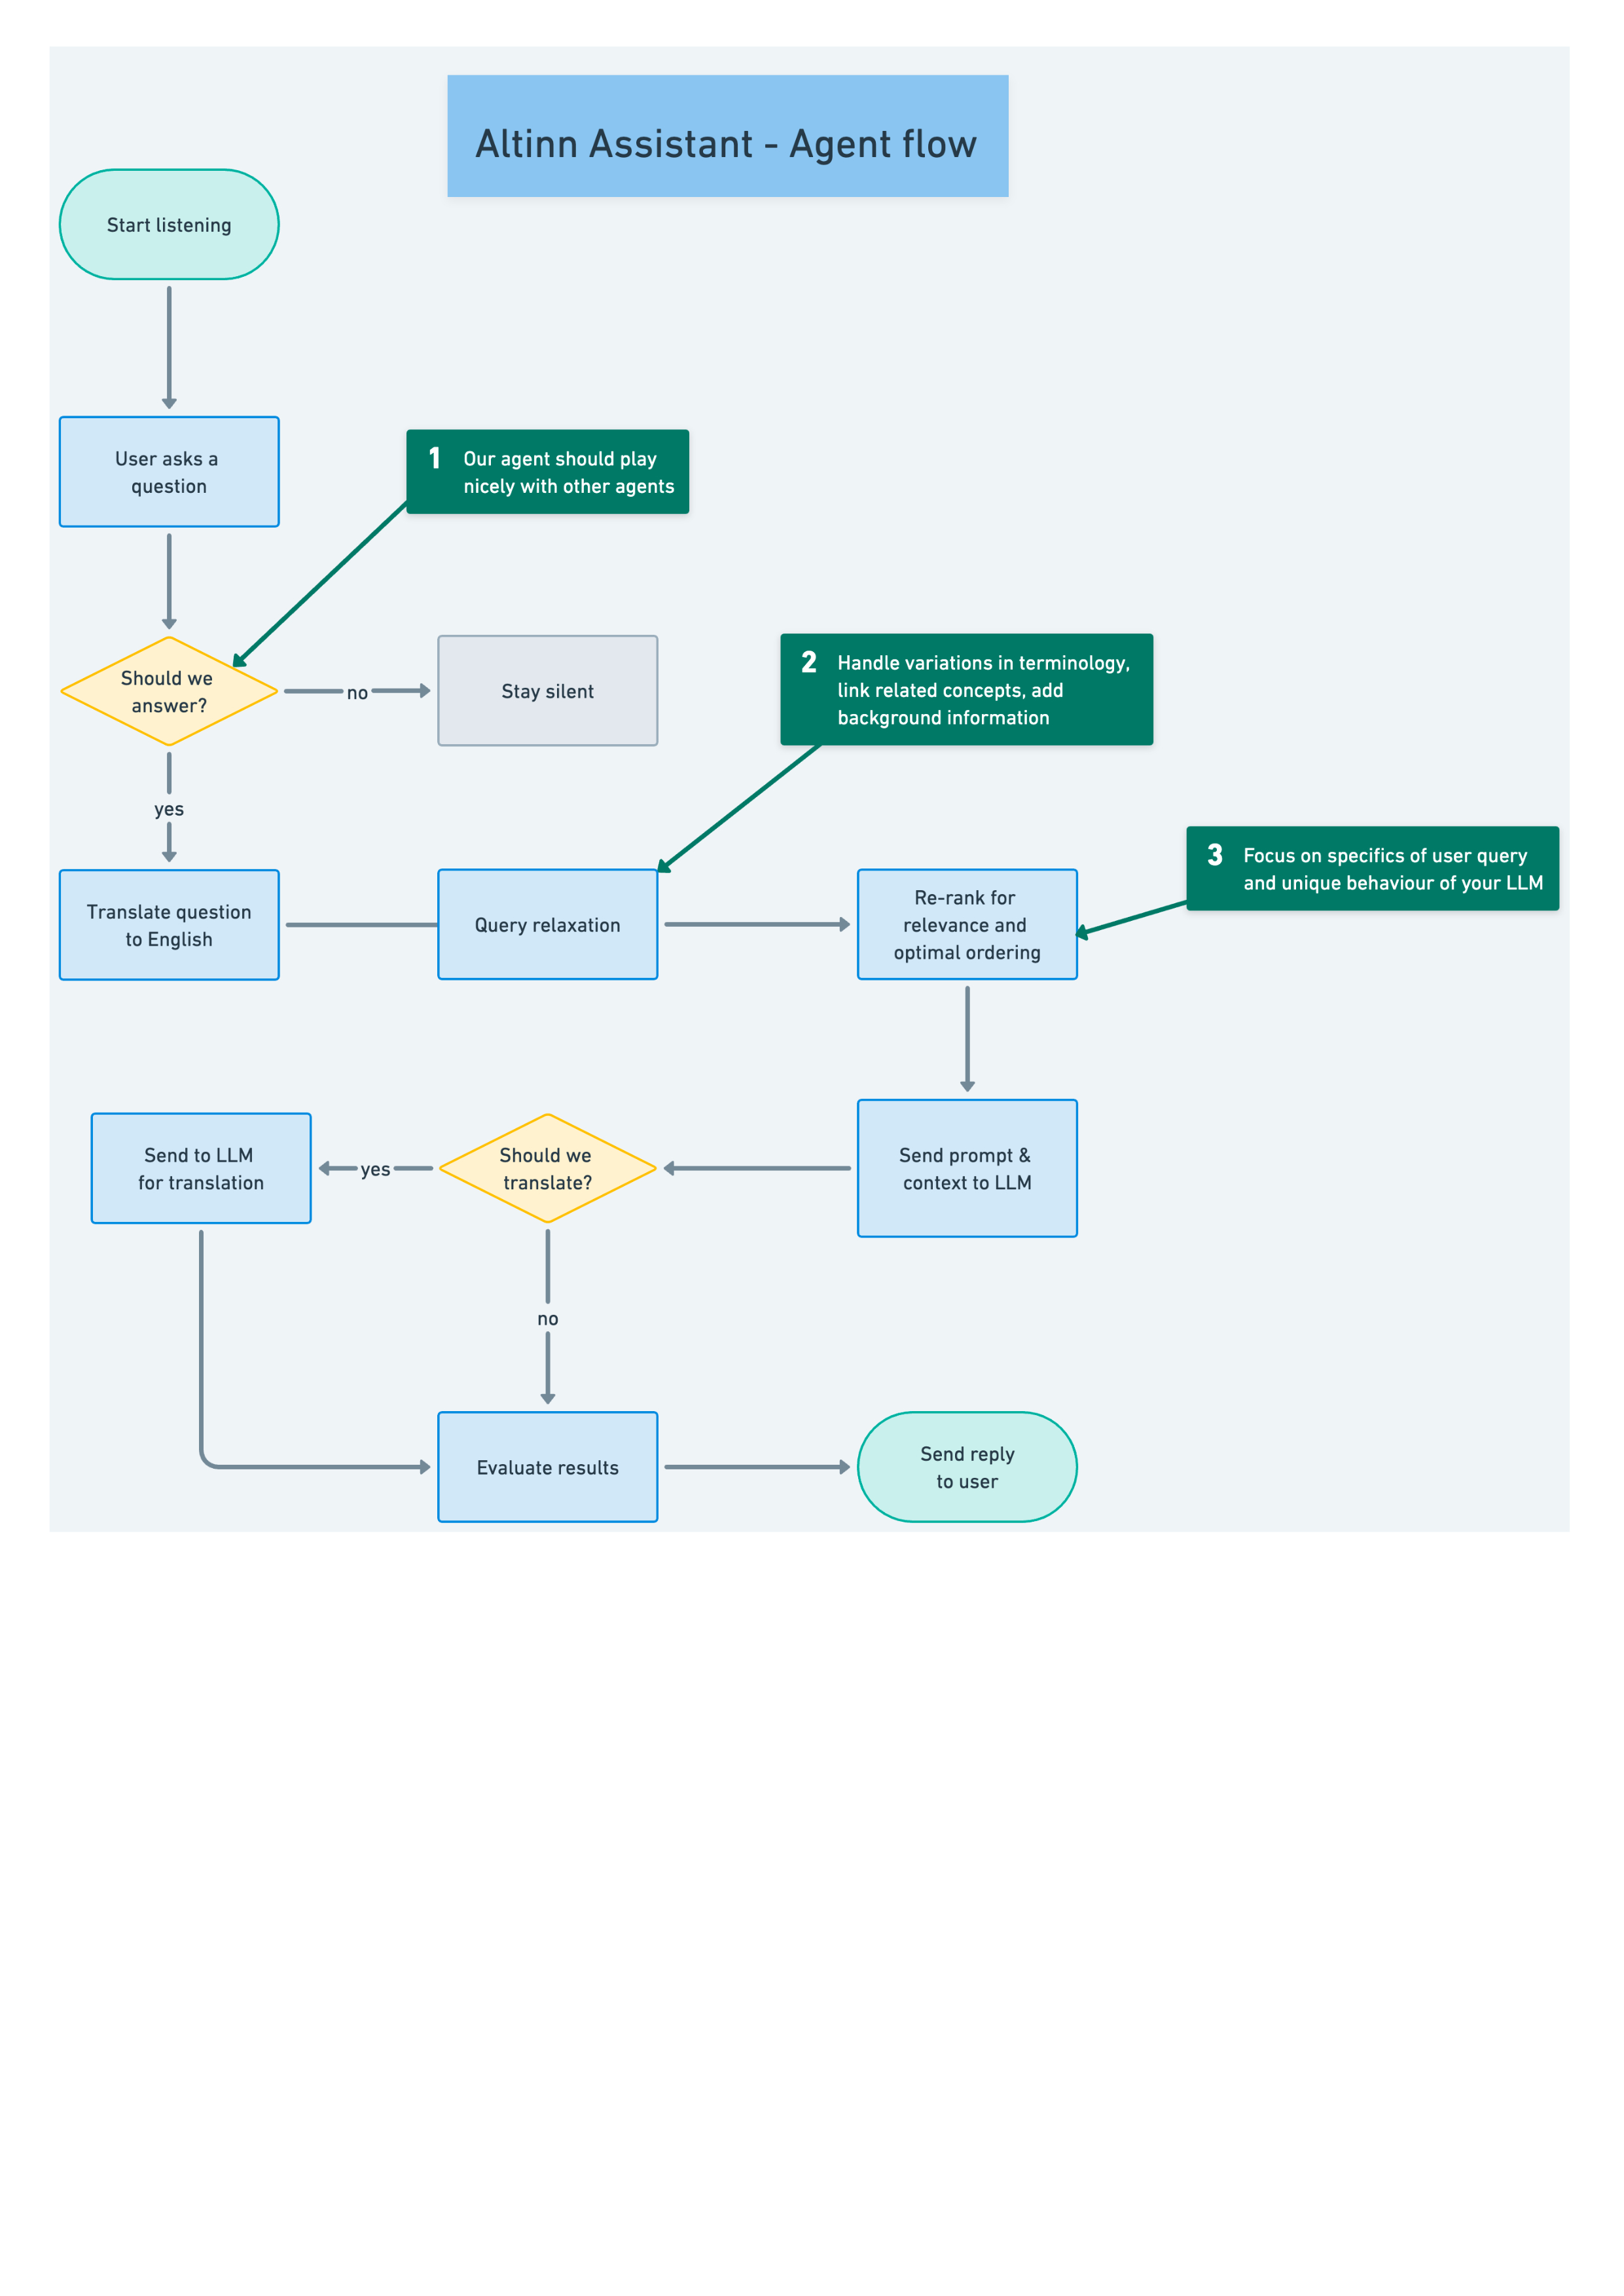 Altinn Assistant - Agent flow
Start listening
User asks a
question
1 Our agent should play
nicely with other agents
Should we
answer?
no
Stay silent
2 Handle variations in terminology,
link related concepts, add
background information
yes
3 Focus on specifics of user query
and unique behaviour of your LLM
Translate question
to English
Query relaxation
Re-rank for
relevance and
optimal ordering
Send to LLM
for translation
yes
Should we
translate?
Send prompt &
context to LLM
no
Evaluate results
Send reply
to user